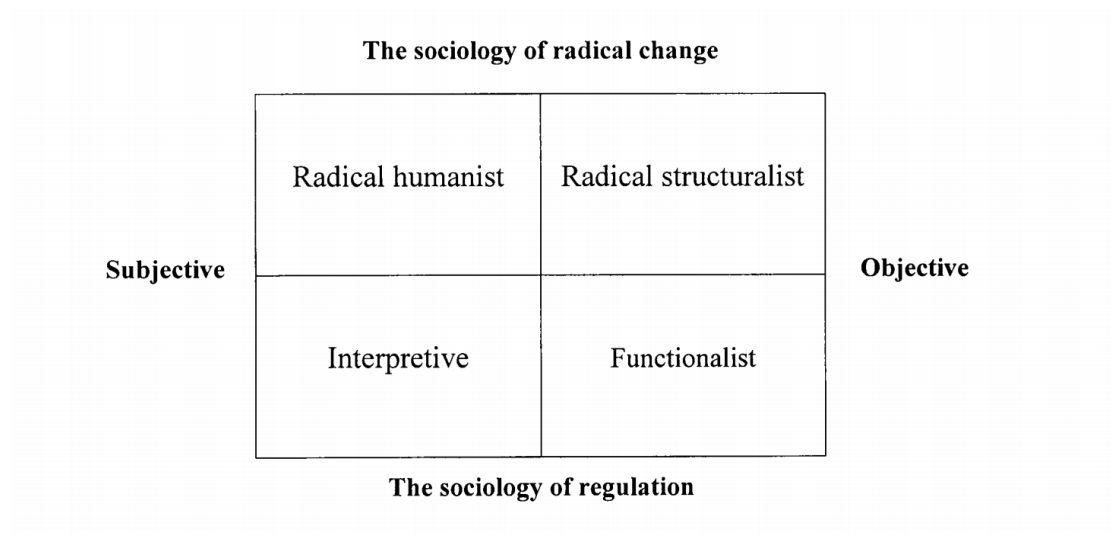 The sociology of radical change
Radical humanist
Radical structuralist
Subjective
Objective
Interpretive
Functionalist
The sociology of regulation